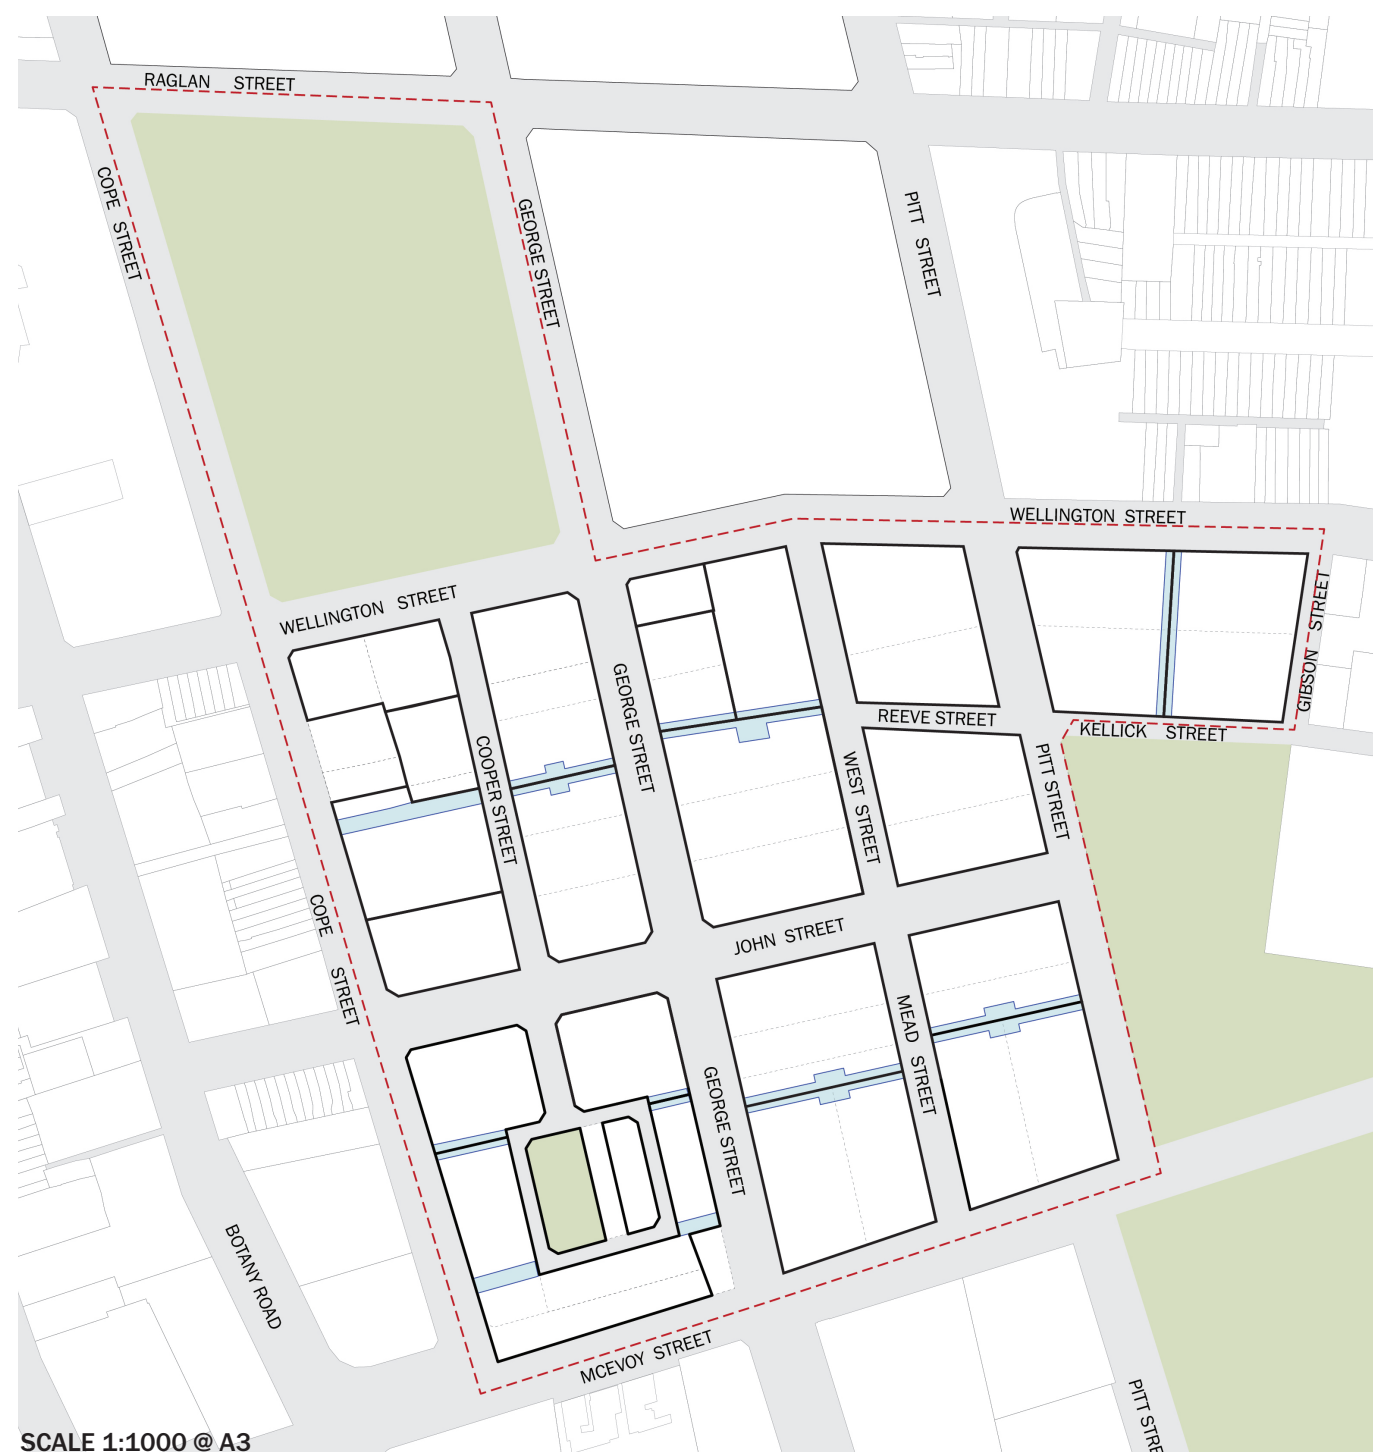 RAGLAN STREET
COPE STREET
GEORGE STREET
PITT STREET
WELLINGTON STREET
WELLINGTON STREET
GIBSON STREET
GEORGE STREET
REEVE STREET
KELLICK STREET
COOPER STREET
WEST STREET
PITT STREET
COPE STREET
JOHN STREET
MEAD STREET
GEORGE STREET
BOTANY ROAD
MCEVOY STREET
PITT STRE
SCALE 1:1000 @ A3